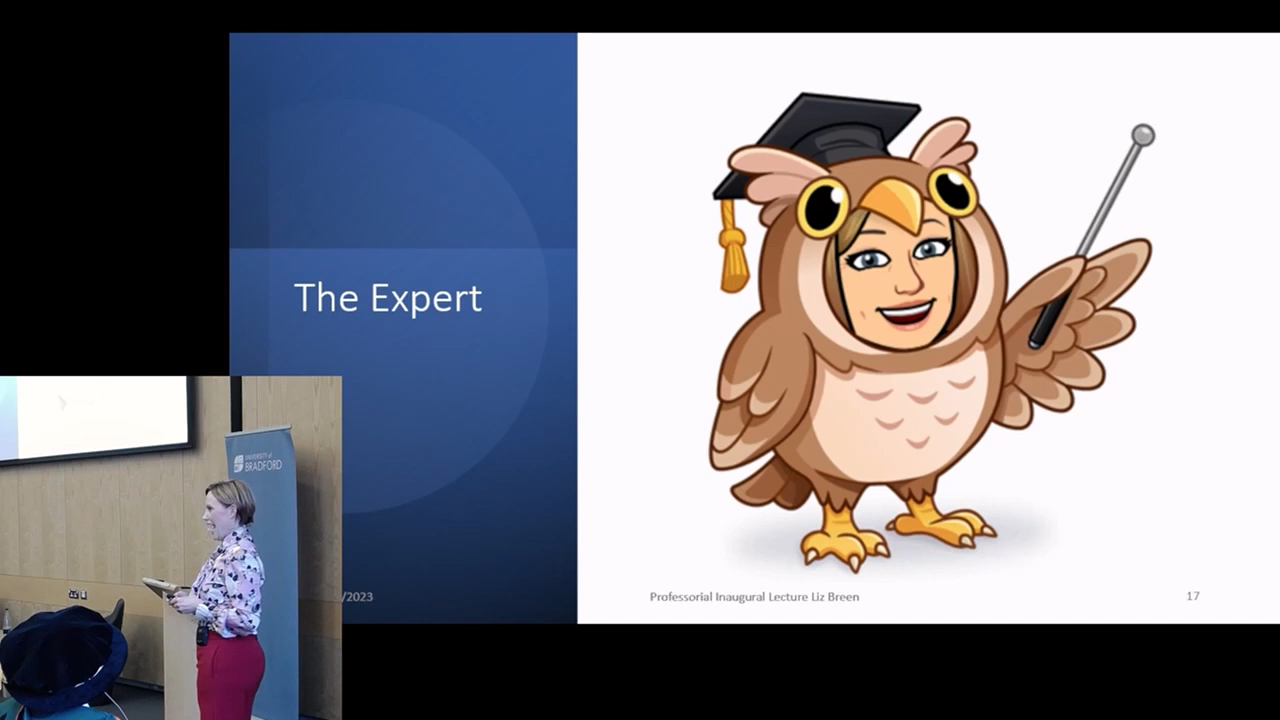 The Expert
UNIVERSITY of
BRADFORD
/2023
Professorial Inaugural Lecture Liz Breen
17